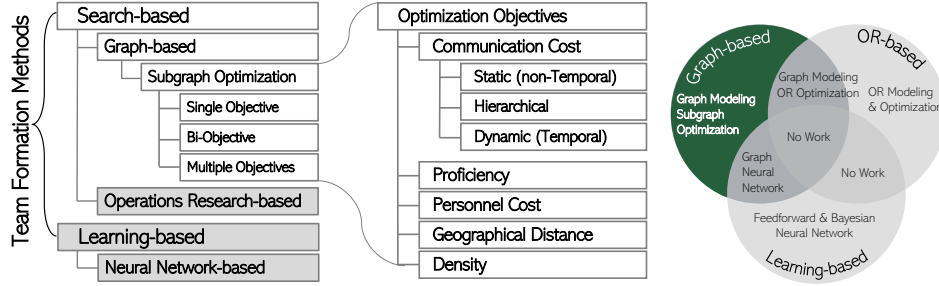 Team Formation Methods
Search-based
Graph-based
Subgraph Optimization
Single Objective
Bi-Objective
Multiple Objectives
Operations Research-based
Learning-based
Neural Network-based
Optimization Objectives
Communication Cost
Static (non-Temporal)
Hierarchical
Dynamic (Temporal)
Proficiency
Personnel Cost
Geographical Distance
Density
Graph-based
OR-based
Graph Modeling
Subgraph
Optimization
Graph Modeling
OR Optimization
OR Modeling
& Optimization
No Work
Graph
Neural
Network
No Work
Feedforward & Bayesian
Neural Network
Learning-based